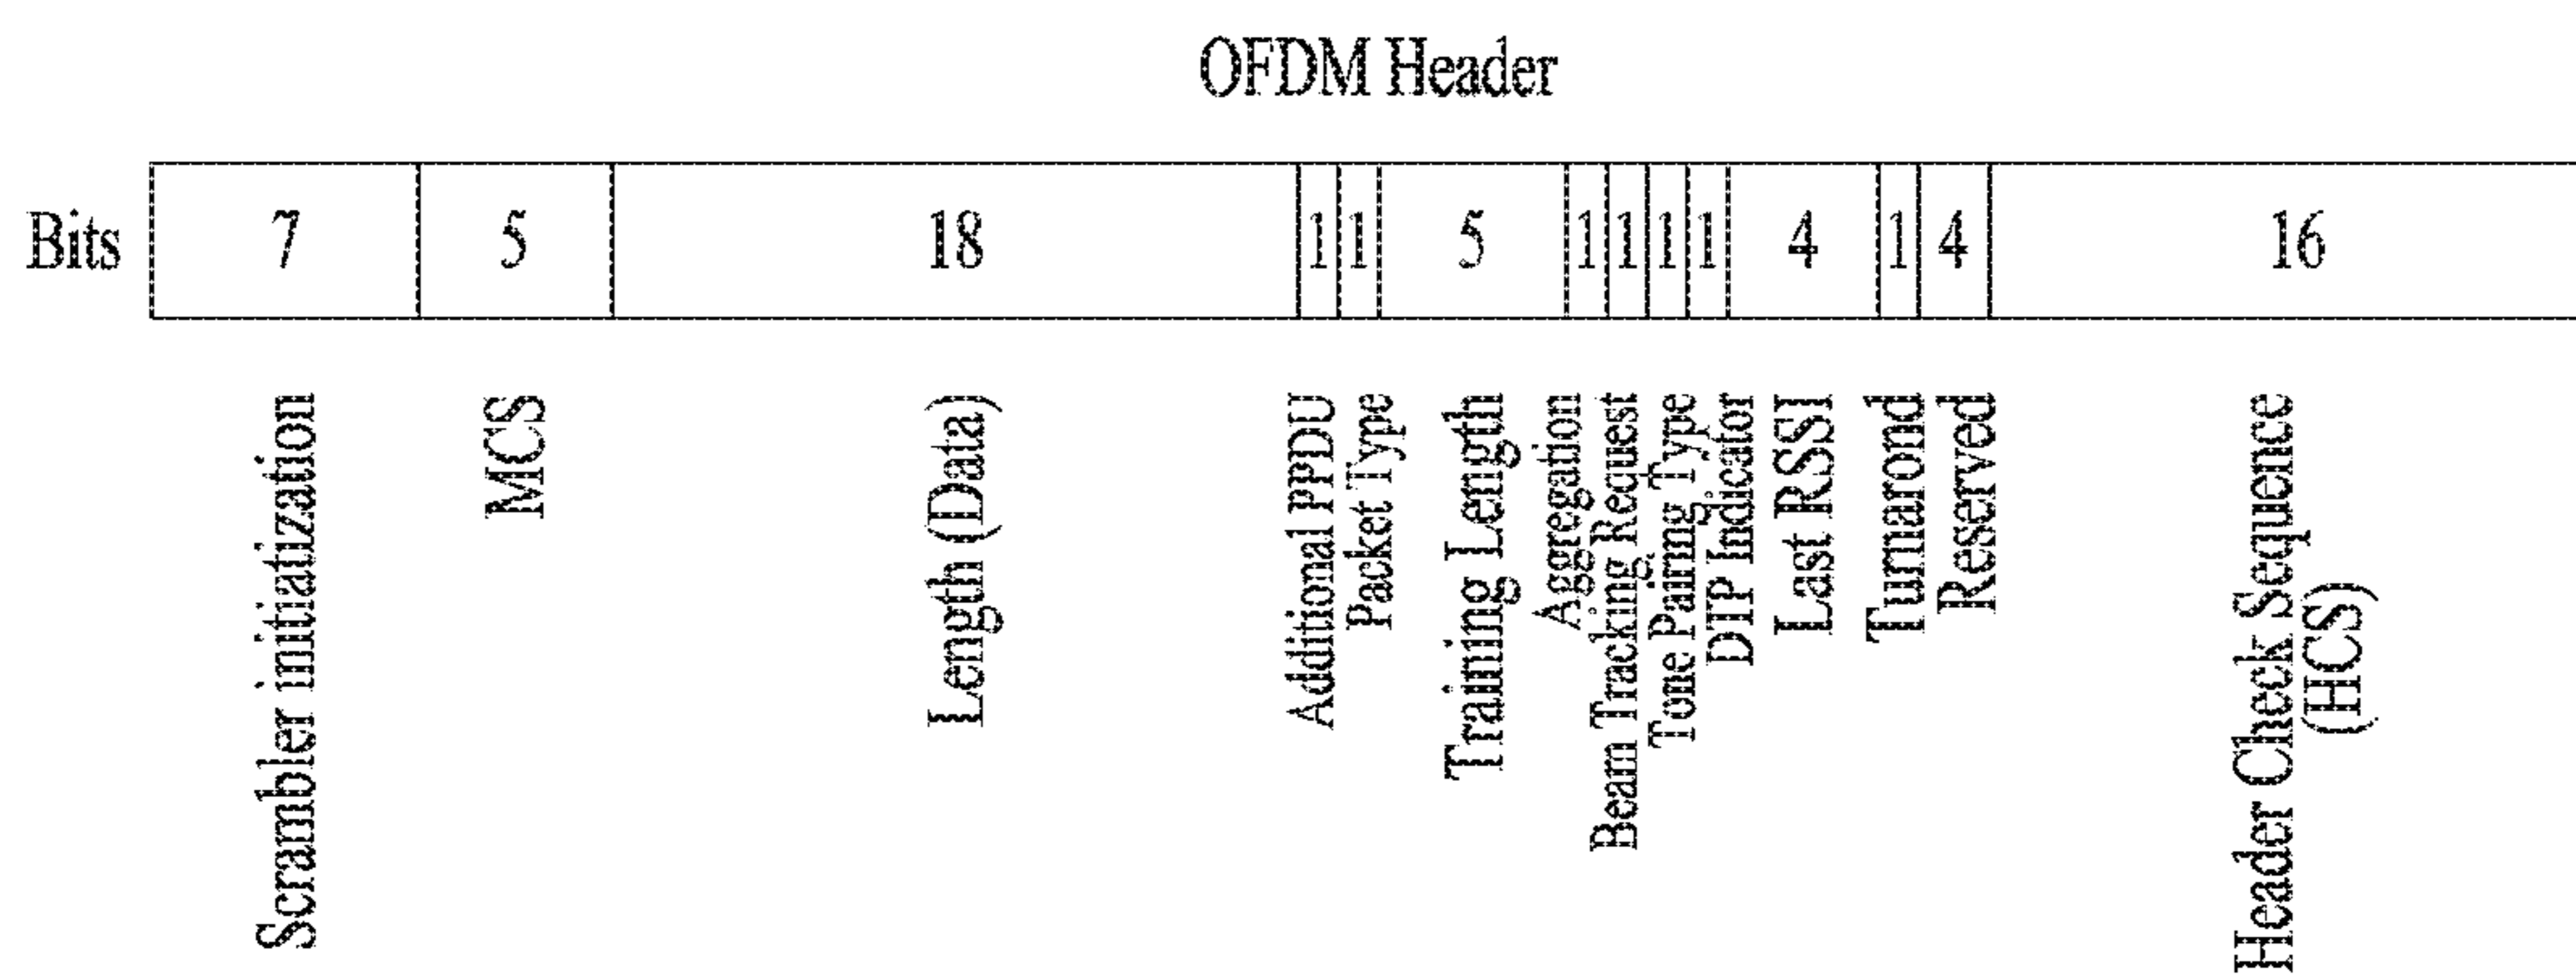 OFDM Header
Bits 7 5 18 1 1 5 1 1 1 1 4 1 4 16
Scrambler initiatization
MCS
Length (Data)
Additional PPDU
Packet Type
Training Length
Aggregation
Beam Tracking Request
Tone Pairing Type
DTP Indicator
Last RSSI
Turnarond
Reserved
Header Check Sequence
(HCS)